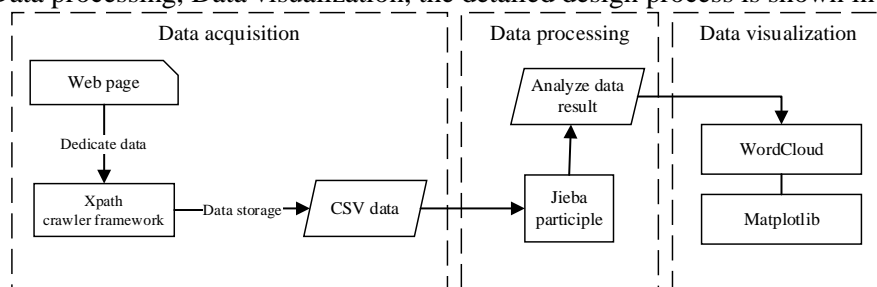 Data processing, Data visualization, the detailed design process is shown in
Data acquisition
Data processing
Data visualization
Web page
Dedicate data
Xpath
crawler framework
Data storage
CSV data
Analyze data
result
Jieba
participle
WordCloud
Matplotlib